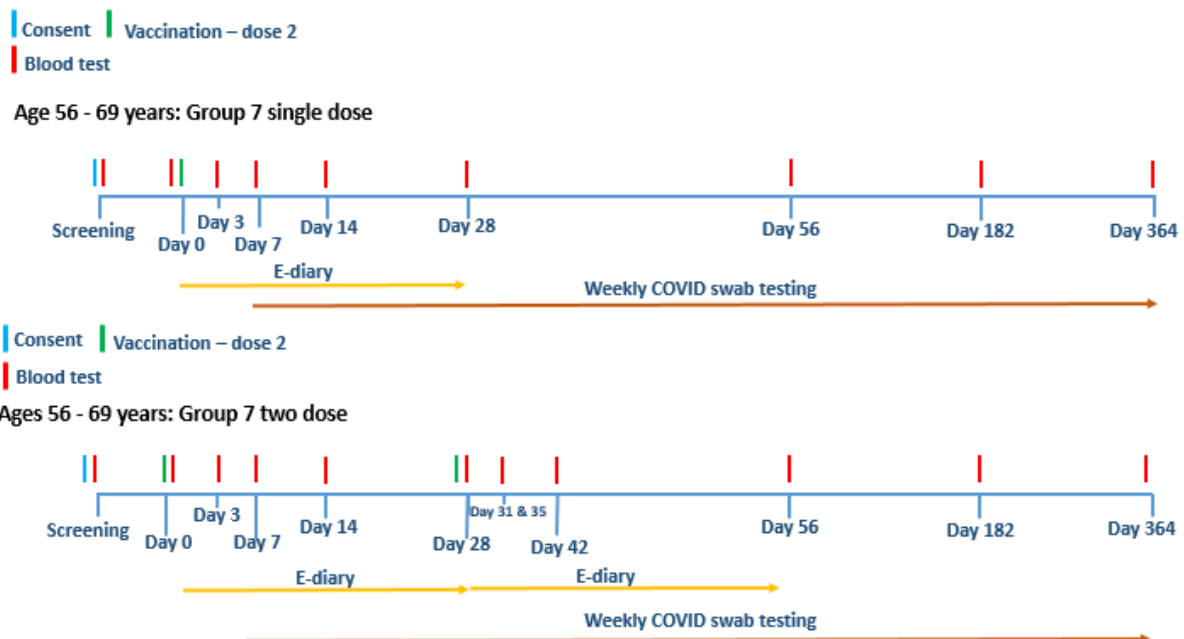 Consent Vaccination – dose 2
Blood test
Age 56 - 69 years: Group 7 single dose
Screening Day 0 Day 3 Day 7 Day 14 Day 28 Day 56 Day 182 Day 364
E-diary
Weekly COVID swab testing
Consent Vaccination – dose 2
Blood test
Ages 56 - 69 years: Group 7 two dose
Screening Day 0 Day 3 Day 7 Day 14 Day 28 Day 31 & 35 Day 42 Day 56 Day 182 Day 364
E-diary E-diary
Weekly COVID swab testing